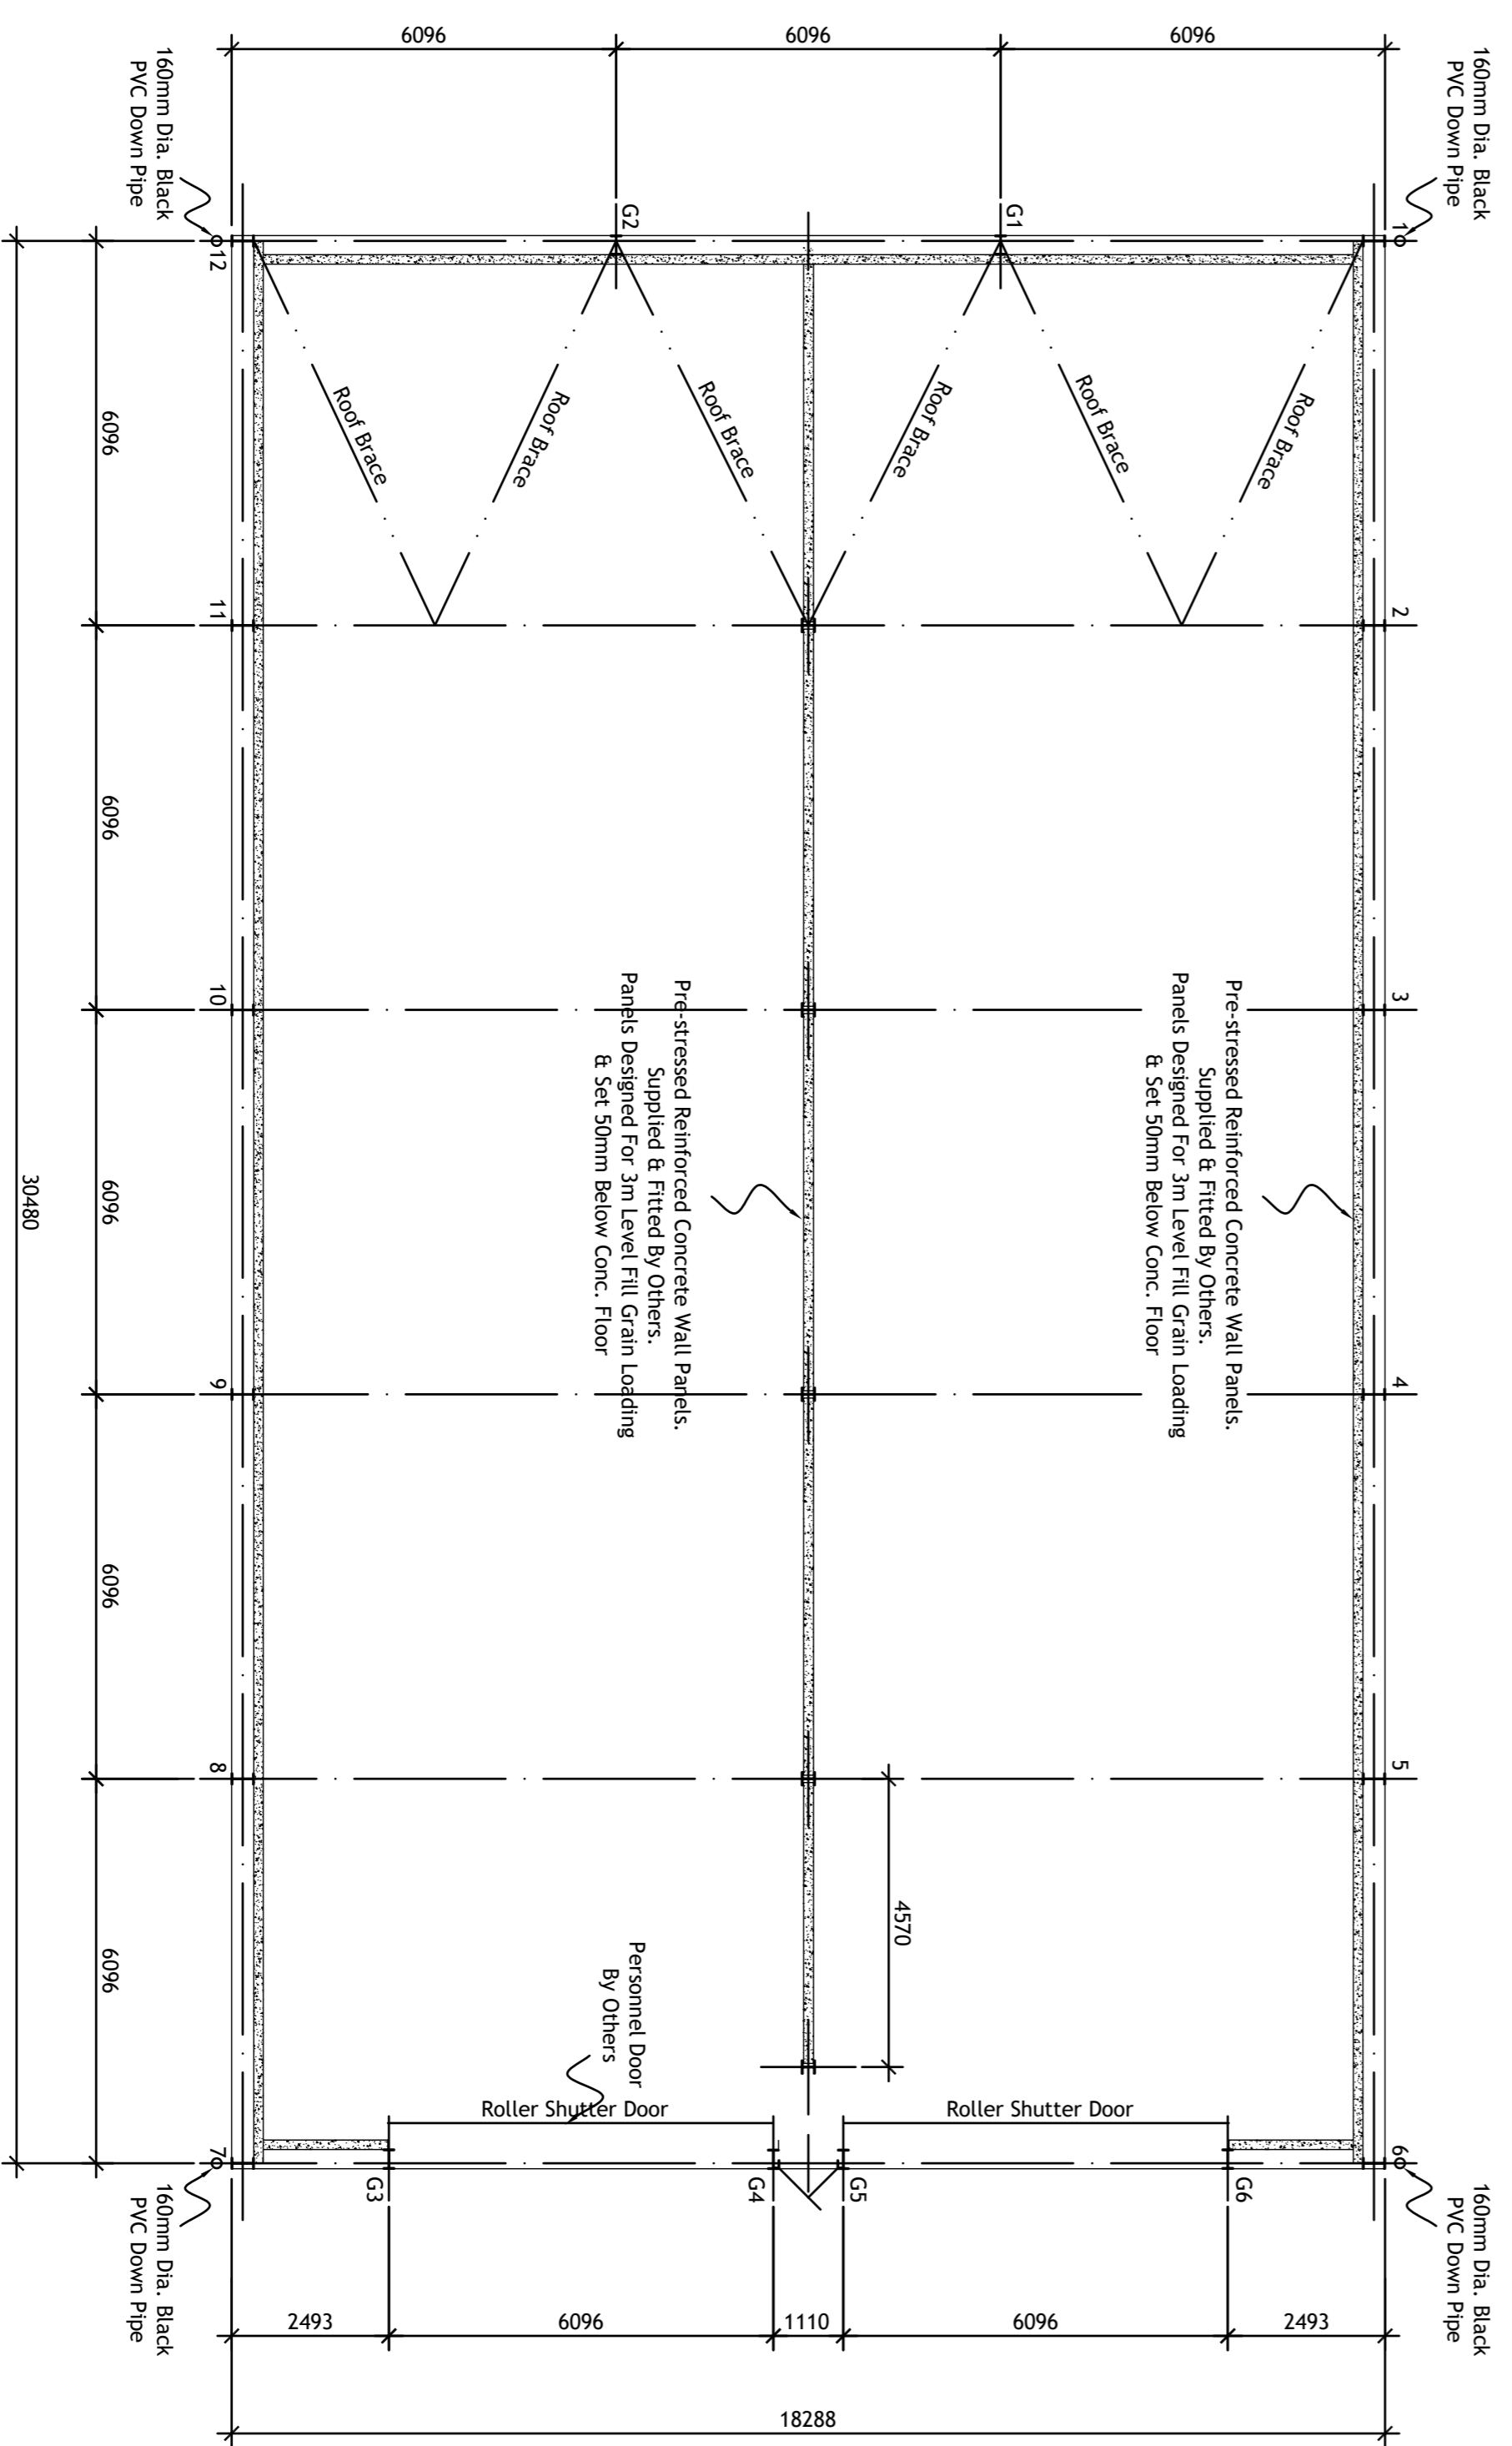 6096
6096
6096
160mm Dia. Black
PVC Down Pipe
160mm Dia. Black
PVC Down Pipe
G2
G1
12
1
Roof Brace
Roof Brace
Roof Brace
Roof Brace
Roof Brace
Roof Brace
6096
11
2
6096
10
3
Pre-stressed Reinforced Concrete Wall Panels.
Supplied & Fitted By Others.
Panels Designed For 3m Level Fill Grain Loading
& Set 50mm Below Conc. Floor
Pre-stressed Reinforced Concrete Wall Panels.
Supplied & Fitted By Others.
Panels Designed For 3m Level Fill Grain Loading
& Set 50mm Below Conc. Floor
30480
6096
9
4
6096
8
5
4570
6096
Personnel Door
By Others
Roller Shutter Door
Roller Shutter Door
7
6
G3
G4
G5
G6
160mm Dia. Black
PVC Down Pipe
160mm Dia. Black
PVC Down Pipe
2493
6096
1110
6096
2493
18288